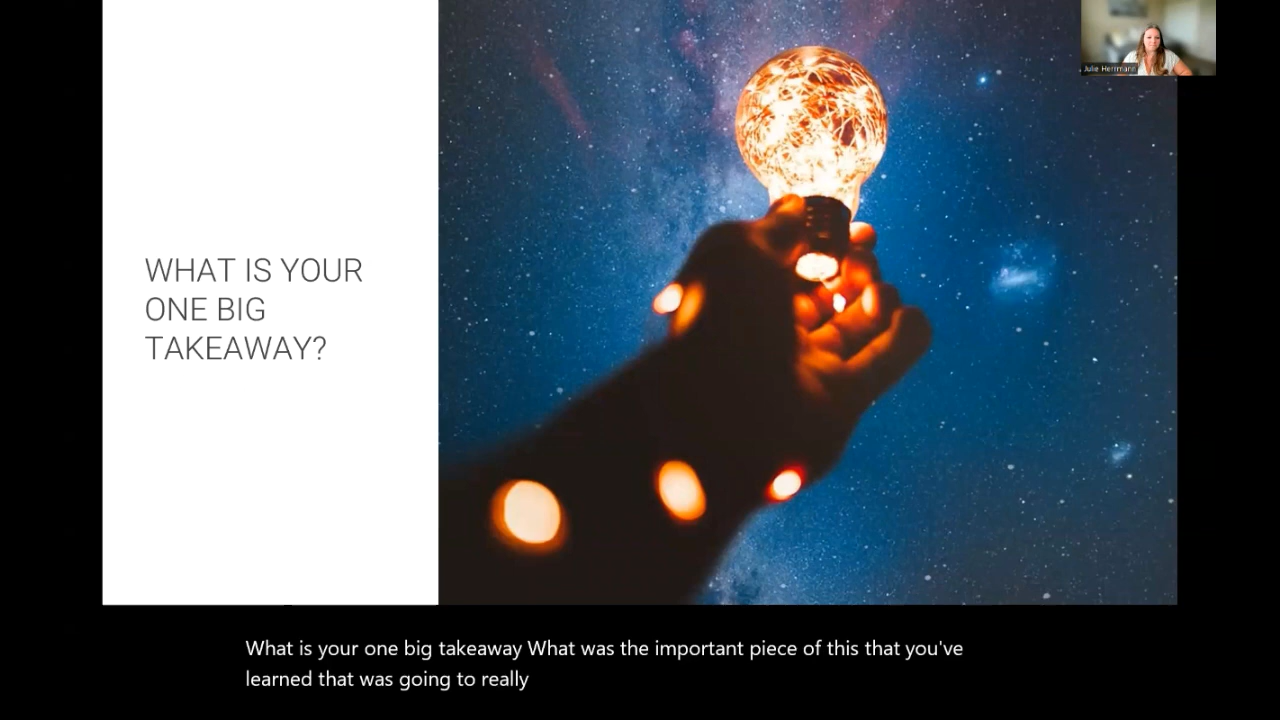 Julie Herrmann
WHAT IS YOUR
ONE BIG
TAKEAWAY?
What is your one big takeaway What was the important piece of this that you've
learned that was going to really